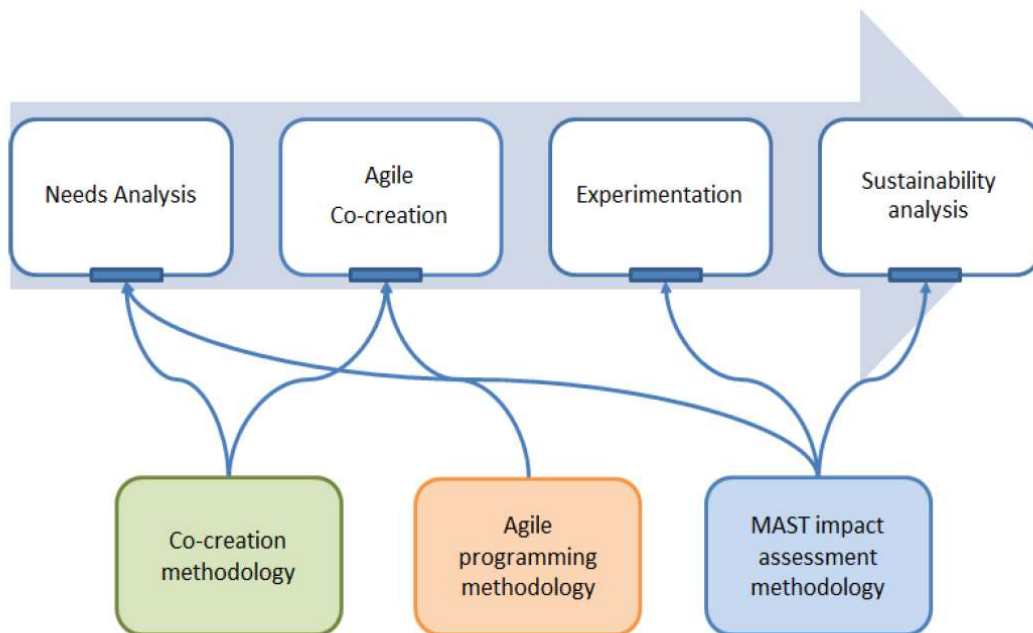 Needs Analysis
Agile
Co-creation
Experimentation
Sustainability
analysis
Co-creation
methodology
Agile
programming
methodology
MAST impact
assessment
methodology